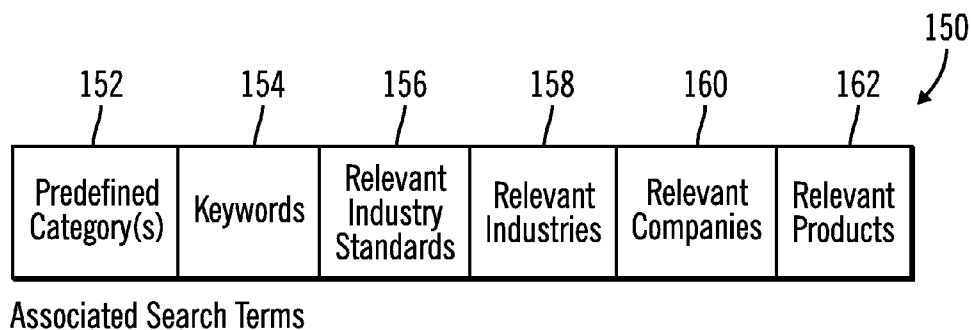 150
152 154 156 158 160 162
Predefined
Category(s)
Keywords
Relevant
Industry
Standards
Relevant
Industries
Relevant
Companies
Relevant
Products
Associated Search Terms